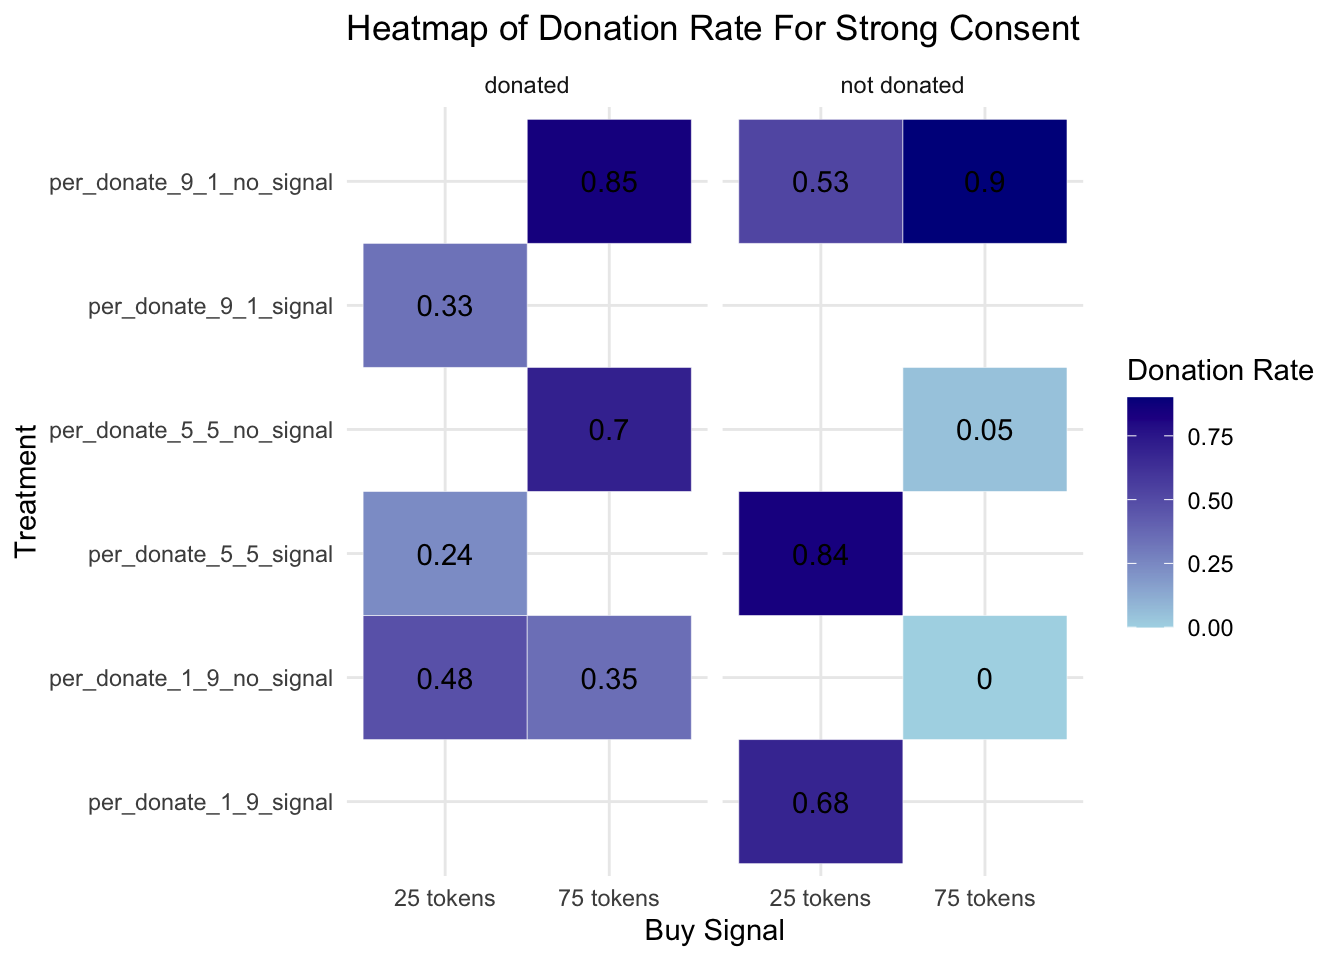 Heatmap of Donation Rate For Strong Consent
donated
not donated
per_donate_9_1_no_signal
0.85
0.53
0.9
per_donate_9_1_signal
0.33
per_donate_5_5_no_signal
0.7
0.05
per_donate_5_5_signal
0.24
0.84
per_donate_1_9_no_signal
0.48
0.35
0
per_donate_1_9_signal
0.68
25 tokens
75 tokens
25 tokens
75 tokens
Buy Signal
Treatment
Donation Rate
0.75
0.50
0.25
0.00